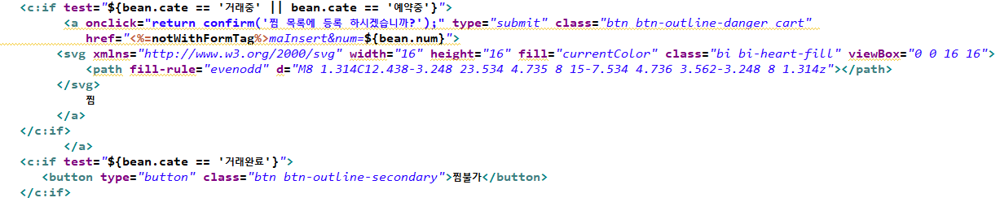 <c:if test="${bean.cate == '거래중' || bean.cate == '예약중'}">
<a onclick="return confirm('찜 목록에 등록 하시겠습니까?');" type="submit" class="btn btn-outline-danger cart"
href="<%=notWithFormTag%>maInsert&num=${bean.num}">
<svg xmlns="http://www.w3.org/2000/svg" width="16" height="16" fill="currentColor" class="bi bi-heart-fill" viewBox="0 0 16 16">
<path fill-rule="evenodd" d="M8 1.314C12.438-3.248 23.534 4.735 8 15-7.534 4.736 3.562-3.248 8 1.314z"></path>
</svg>
찜
</a>
</c:if>
</a>
<c:if test="${bean.cate == '거래완료'}">
<button type="button" class="btn btn-outline-secondary">찜불가</button>
</c:if>